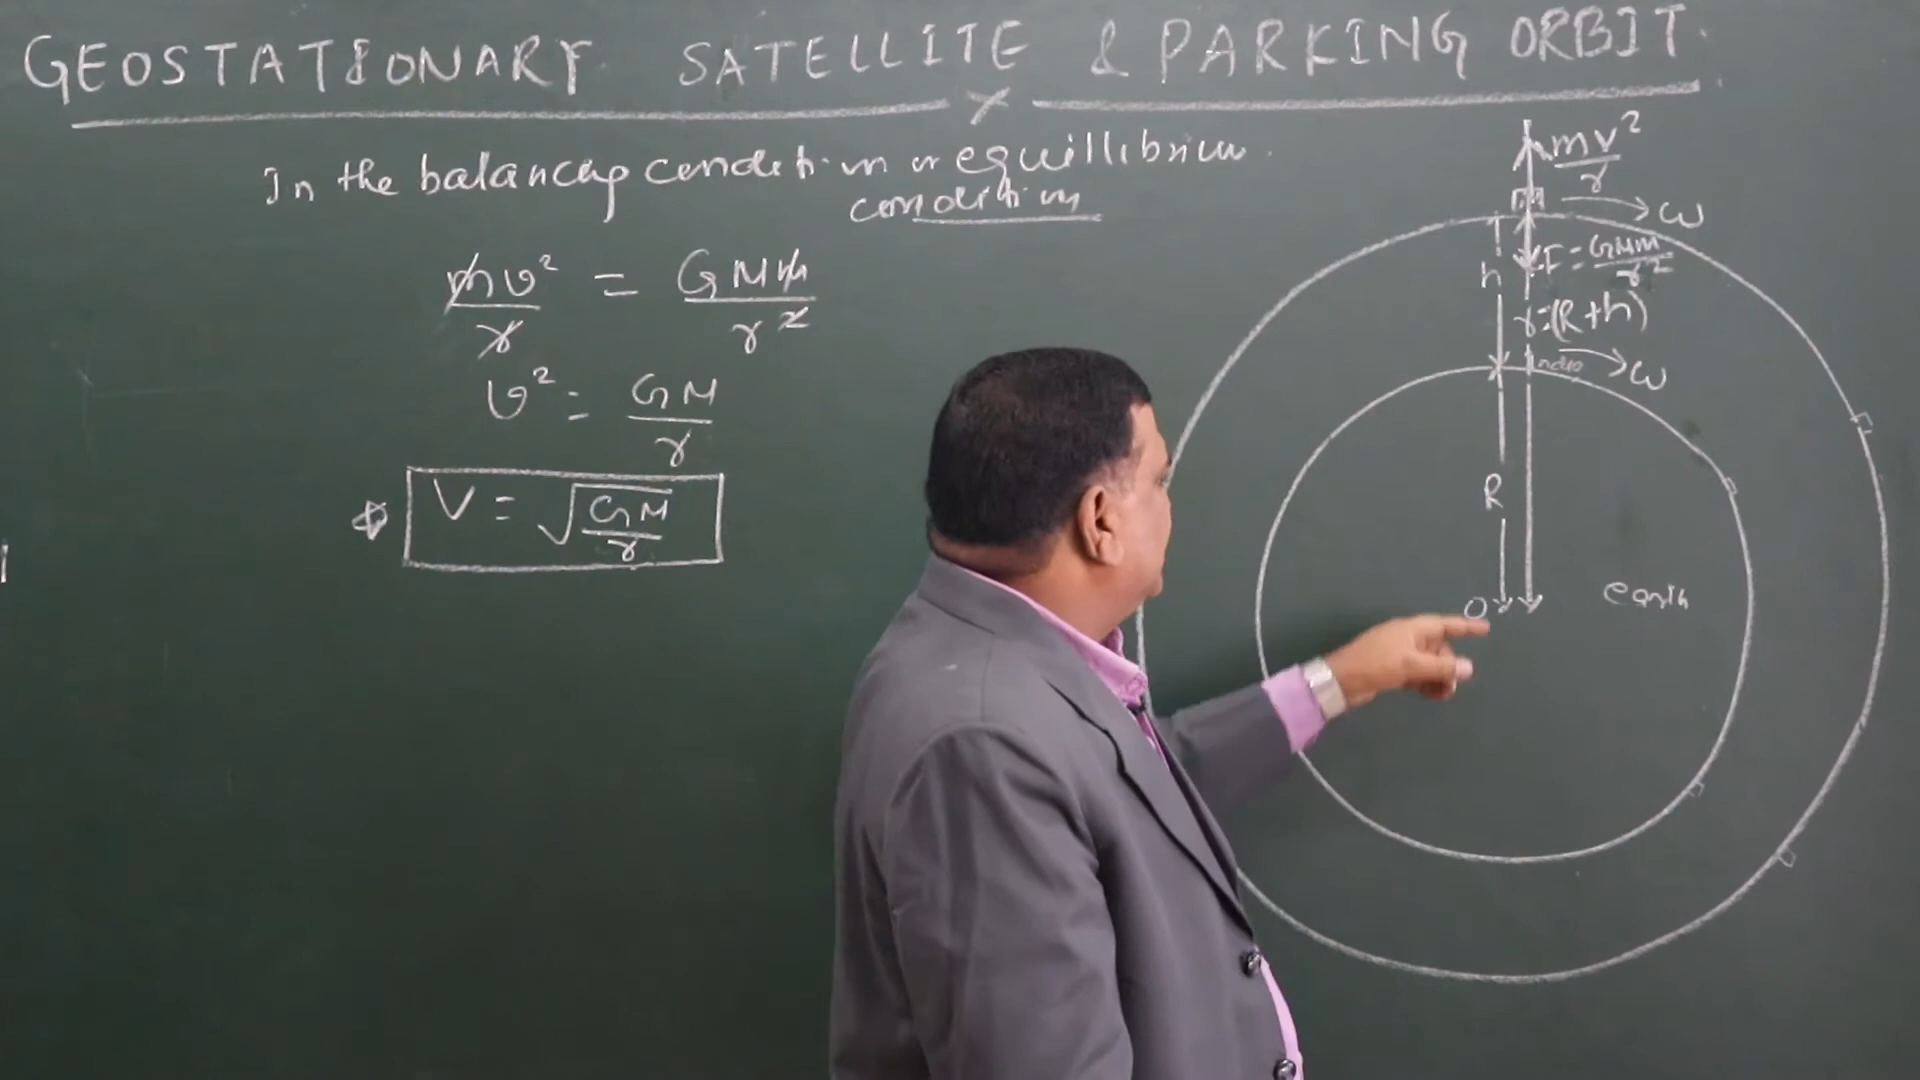 GEOSTATIONARY SATELLITE & PARKING ORBIT.
In the balancing condition or equillibrium.
condition
mv² / r = GMm / r²
v² = GM / r
V = √(GM / r)
mv² / r
ω
F = GMm / r²
h
r=(R+h)
India
ω
R
O
earth